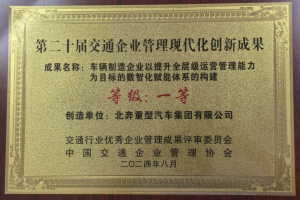 第二十届交通企业管理现代化创新成果
成果名称：车辆制造企业以提升全层级运营管理能力
为目标的数智化赋能体系的构建
等级：一等
创造单位：北奔重型汽车集团有限公司
交通行业优秀企业管理成果评审委员会
中国交通企业管理协会
二〇二四年八月